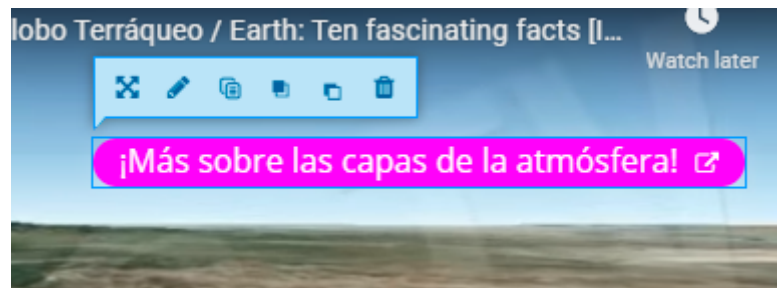 lobo Terráqueo / Earth: Ten fascinating facts [I...
Watch later
¡Más sobre las capas de la atmósfera!